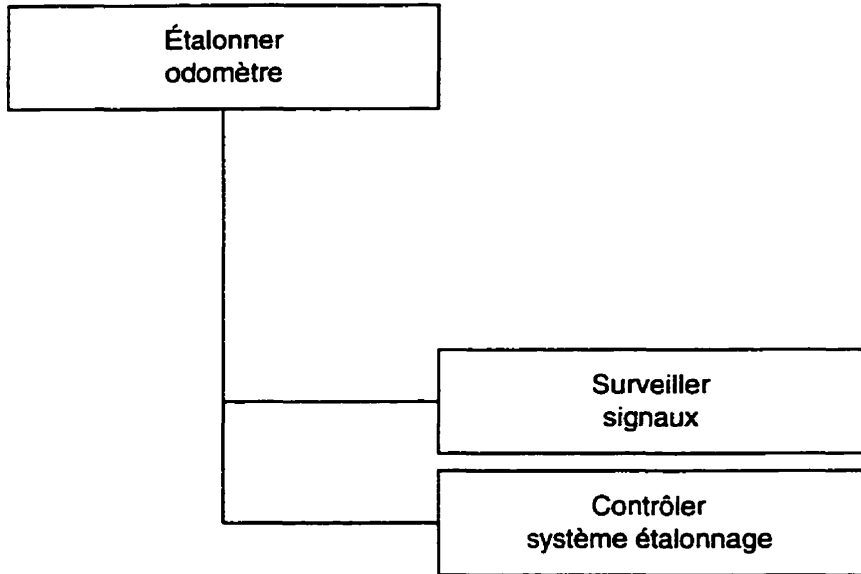 Étalonner
odomètre
Surveiller
signaux
Contrôler
système étalonnage